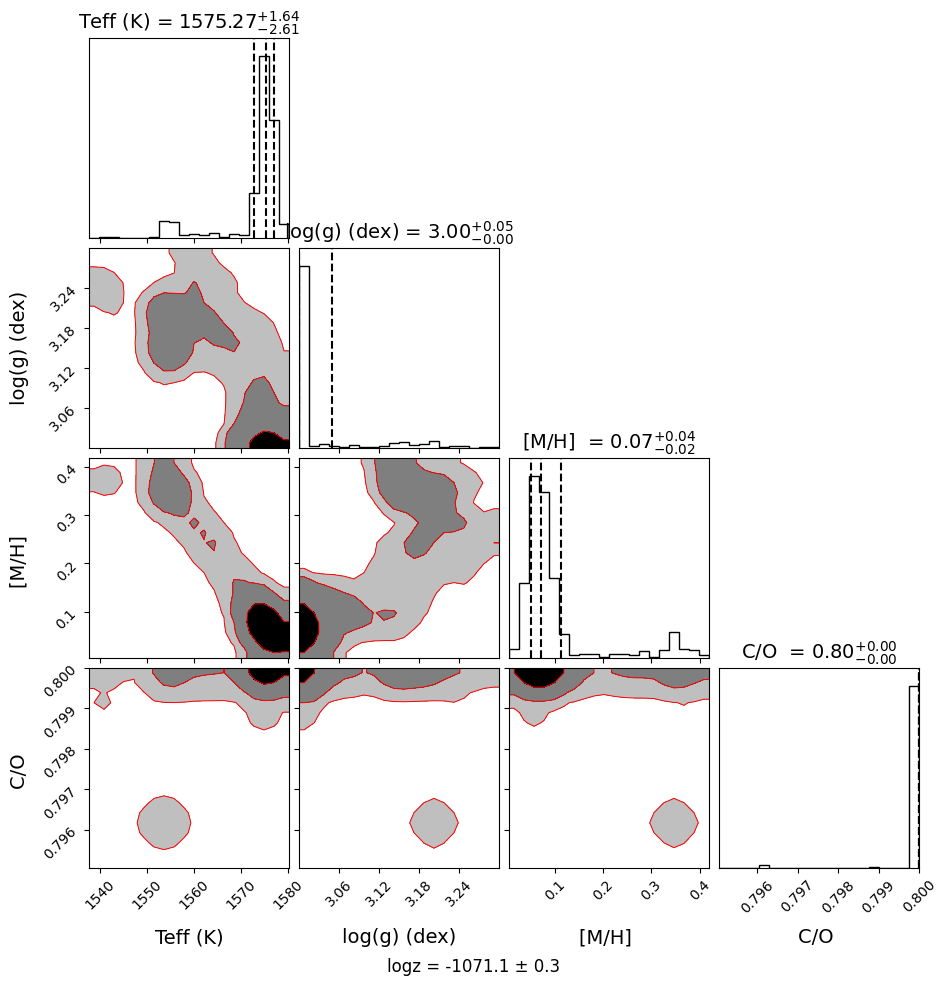 Teff (K) = 1575.27^{+1.64}_{-2.61}
log(g) (dex) = 3.00^{+0.05}_{-0.00}
log(g) (dex)
3.24
3.18
3.12
3.06
[M/H] = 0.07^{+0.04}_{-0.02}
[M/H]
0.4
0.3
0.2
0.1
C/O = 0.80^{+0.00}_{-0.00}
C/O
0.800
0.799
0.798
0.797
0.796
1540 1550 1560 1570 1580
3.06 3.12 3.18 3.24
0.1 0.2 0.3 0.4
0.796 0.797 0.798 0.799 0.800
Teff (K) log(g) (dex) [M/H] C/O
logz = -1071.1 ± 0.3